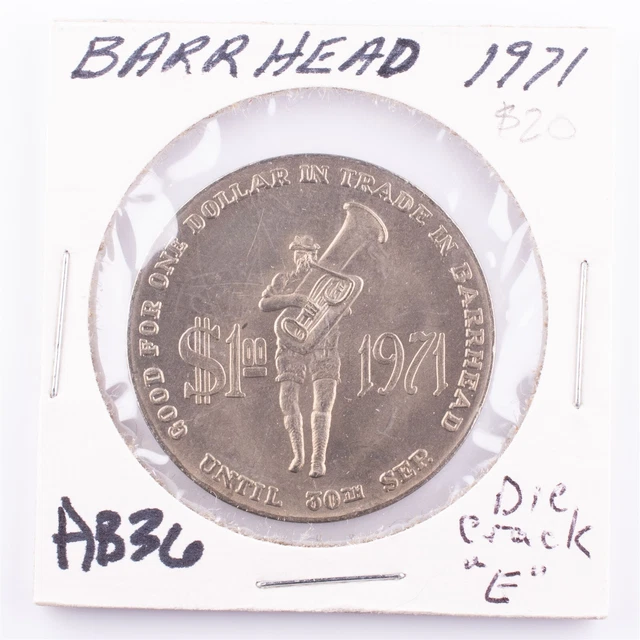 BARRHEAD 1971
$20
GOOD FOR ONE DOLLAR IN TRADE IN BARRHEAD
$1.00 1971
UNTIL 30TH SEP
AB36
Die
crack
"E"